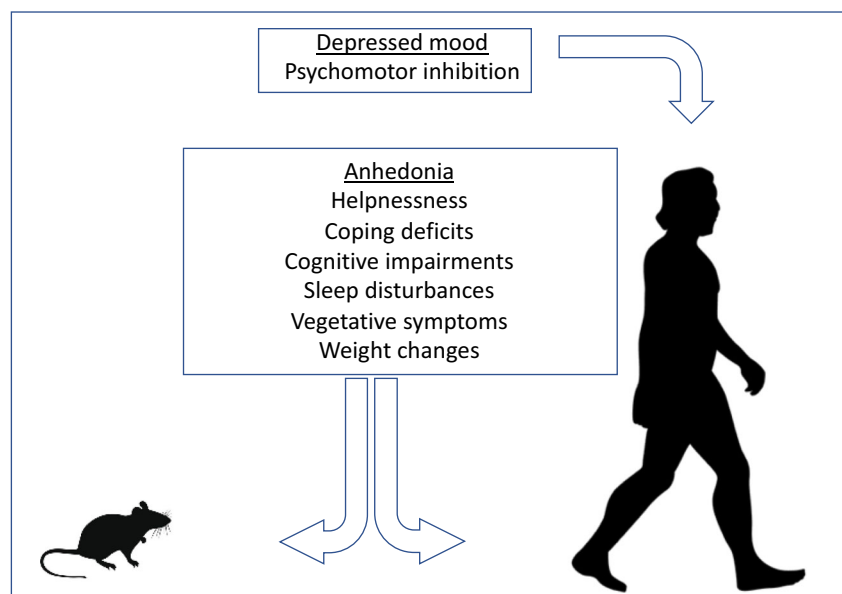 Depressed mood
Psychomotor inhibition
Anhedonia
Helpnessness
Coping deficits
Cognitive impairments
Sleep disturbances
Vegetative symptoms
Weight changes